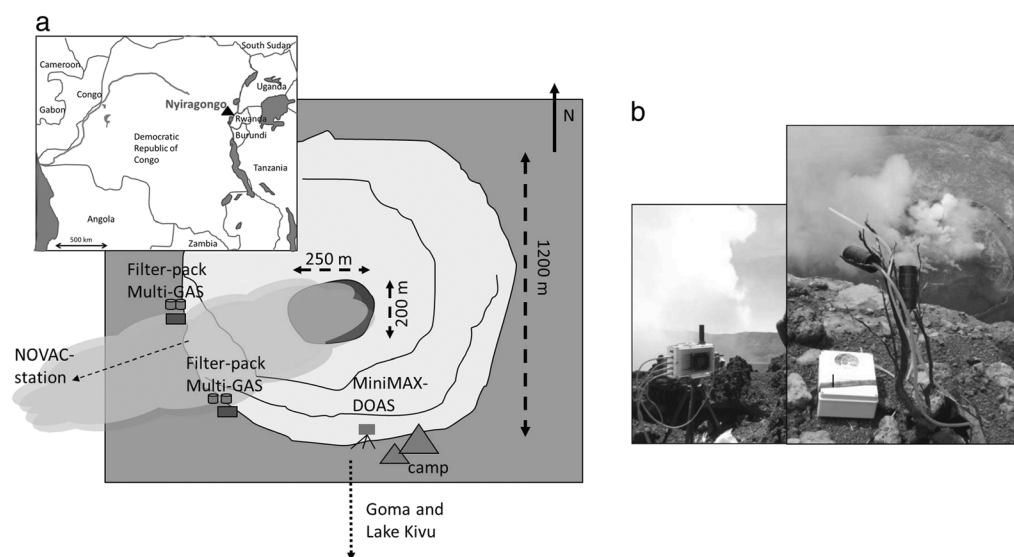 a
South Sudan
Cameroon
Uganda
Congo
Gabon
Nyiragongo
Rwanda
Burundi
Democratic
Republic of
Congo
Tanzania
Angola
500 km
Zambia
N
1200 m
250 m
200 m
Filter-pack
Multi-GAS
NOVAC-
station
Filter-pack
Multi-GAS
MiniMAX-
DOAS
camp
Goma and
Lake Kivu
b